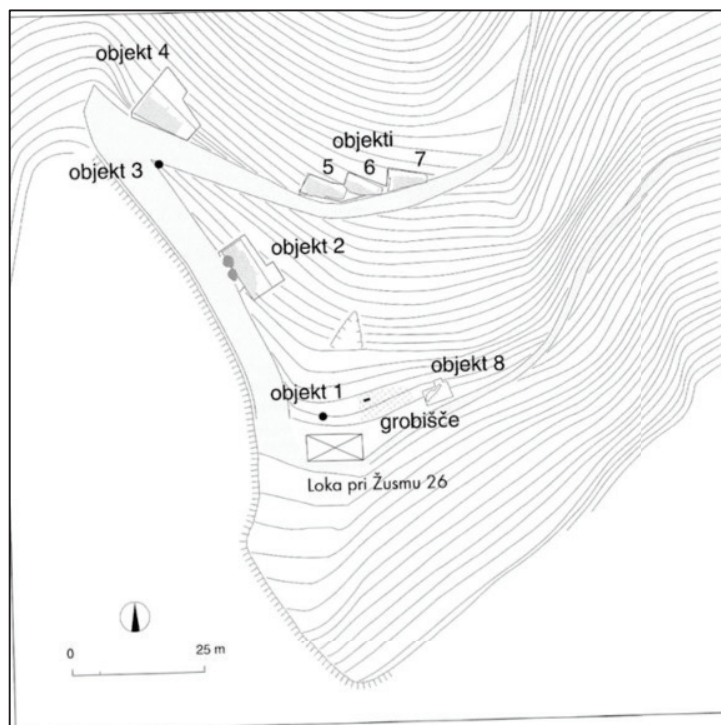 objekt 4
objekti
5 6 7
objekt 3
objekt 2
objekt 8
objekt 1
grobišče
Loka pri Žusmu 26
0 25 m